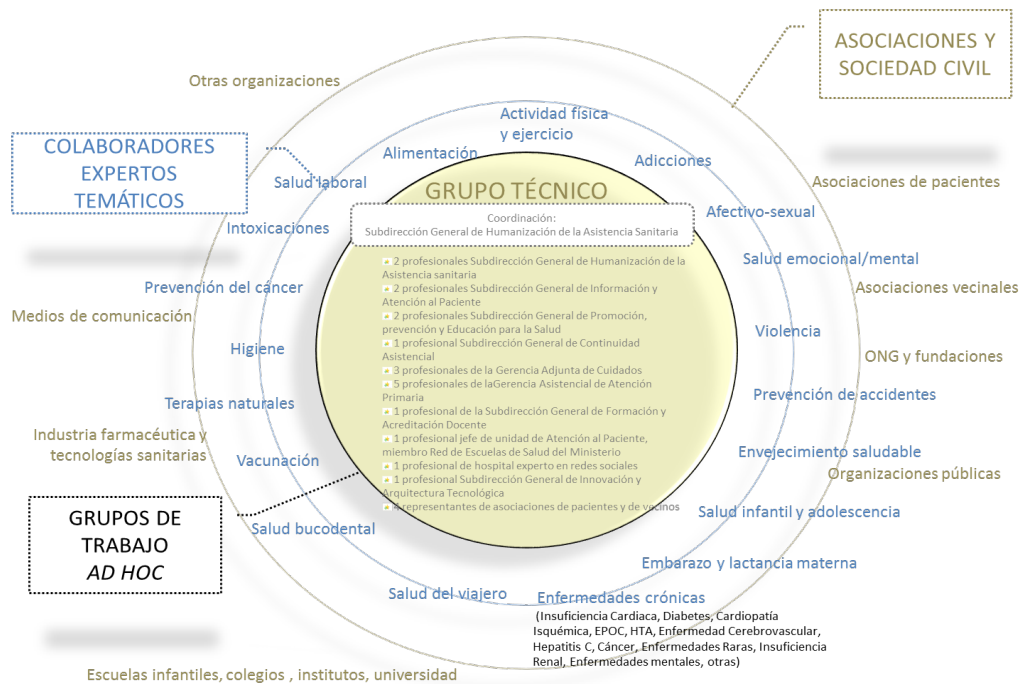 ASOCIACIONES Y
SOCIEDAD CIVIL
Otras organizaciones
Actividad física
y ejercicio
COLABORADORES
EXPERTOS
TEMÁTICOS
Alimentación
Adicciones
Salud laboral
Asociaciones de pacientes
GRUPO TÉCNICO
Afectivo-sexual
Coordinación:
Subdirección General de Humanización de la Asistencia Sanitaria
Intoxicaciones
Salud emocional/mental
2 profesionales Subdirección General de Humanización de la
Asistencia sanitaria
2 profesionales Subdirección General de Información y
Atención al Paciente
2 profesionales Subdirección General de Promoción,
prevención y Educación para la Salud
1 profesional Subdirección General de Continuidad
Asistencial
3 profesionales de la Gerencia Adjunta de Cuidados
5 profesionales de laGerencia Asistencial de Atención
Primaria
1 profesional de la Subdirección General de Formación y
Acreditación Docente
1 profesional jefe de unidad de Atención al Paciente,
miembro Red de Escuelas de Salud del Ministerio
1 profesional de hospital experto en redes sociales
1 profesional Subdirección General de Innovación y
Arquitectura Tecnológica
4 representantes de asociaciones de pacientes y de vecinos
Prevención del cáncer
Asociaciones vecinales
Medios de comunicación
Violencia
Higiene
ONG y fundaciones
Terapias naturales
Prevención de accidentes
Industria farmacéutica y
tecnologías sanitarias
Vacunación
Envejecimiento saludable
Organizaciones públicas
GRUPOS DE
TRABAJO
AD HOC
Salud bucodental
Salud infantil y adolescencia
Embarazo y lactancia materna
Salud del viajero
Enfermedades crónicas
(Insuficiencia Cardiaca, Diabetes, Cardiopatía
Isquémica, EPOC, HTA, Enfermedad Cerebrovascular,
Hepatitis C, Cáncer, Enfermedades Raras, Insuficiencia
Renal, Enfermedades mentales, otras)
Escuelas infantiles, colegios , institutos, universidad